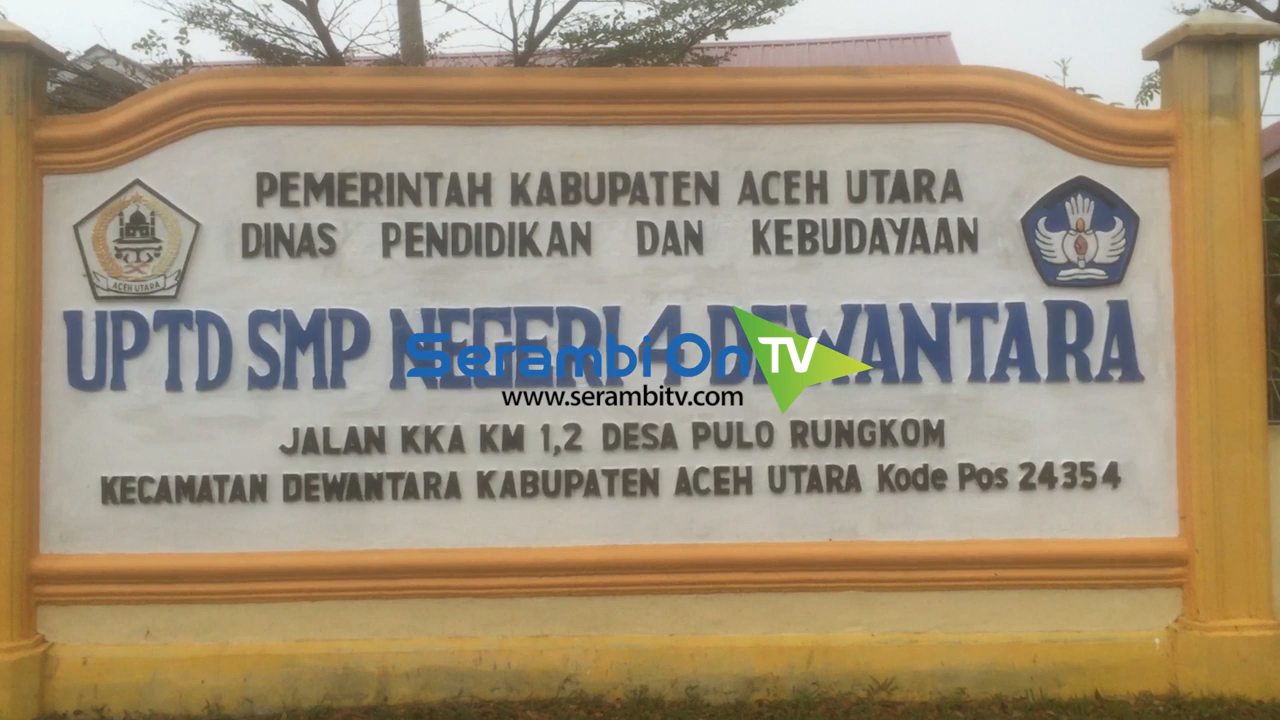 PEMERINTAH KABUPATEN ACEH UTARA
DINAS PENDIDIKAN DAN KEBUDAYAAN
ACEH UTARA
UPTD SMP NEGERI 4 DEWANTARA
Serambi On TV
www.serambitv.com
JALAN KKA KM 1,2 DESA PULO RUNGKOM
KECAMATAN DEWANTARA KABUPATEN ACEH UTARA Kode Pos 24354